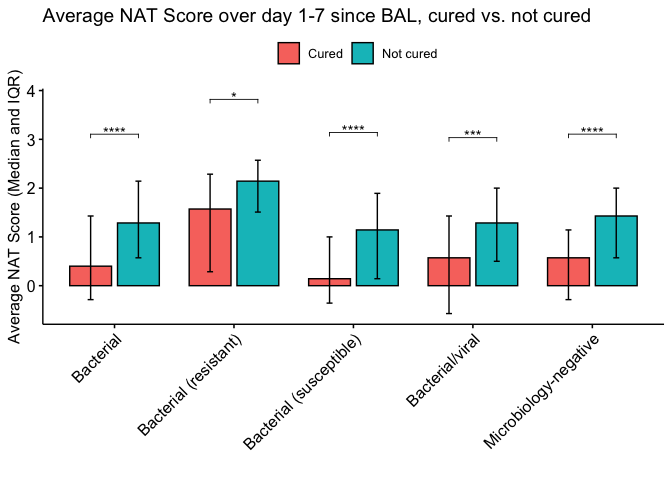 Average NAT Score over day 1-7 since BAL, cured vs. not cured
Cured
Not cured
Average NAT Score (Median and IQR)
4
3
2
1
0
****
*
****
***
****
Bacterial
Bacterial (resistant)
Bacterial (susceptible)
Bacterial/viral
Microbiology-negative